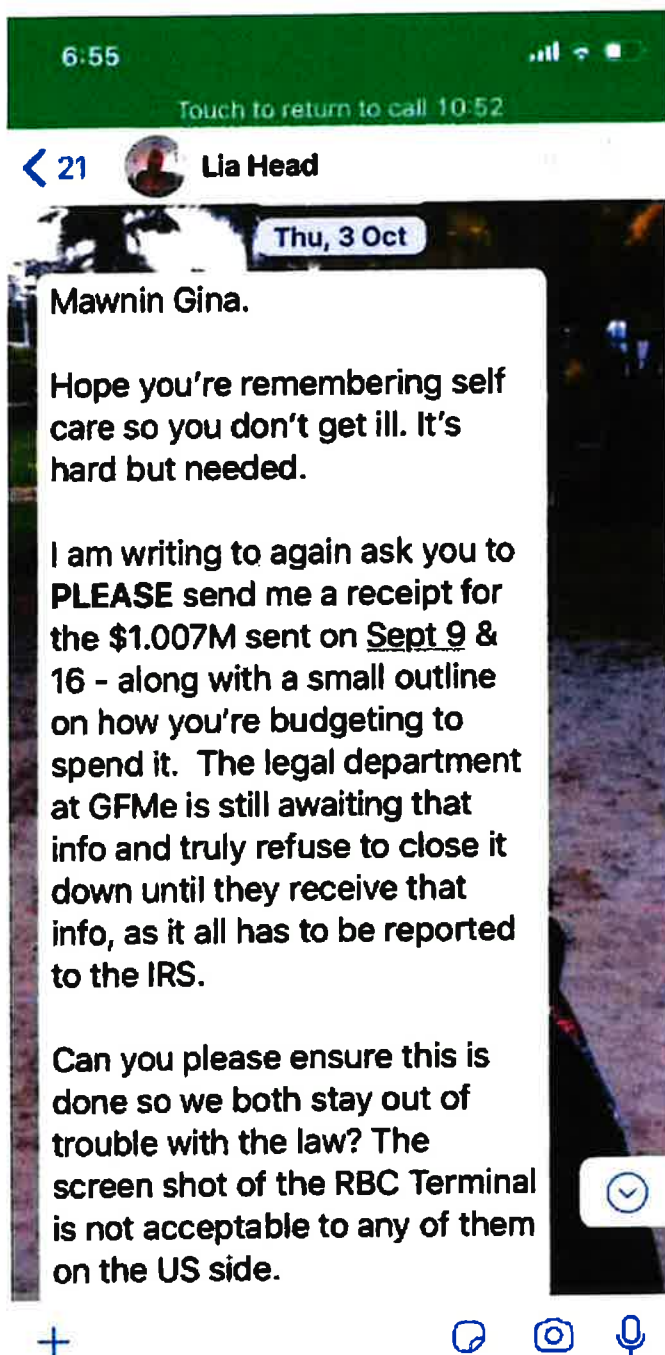 6:55
Touch to return to call 10:52
21
Lia Head
Thu, 3 Oct
Mawnin Gina.
Hope you're remembering self
care so you don't get ill. It's
hard but needed.
I am writing to again ask you to
PLEASE send me a receipt for
the $1.007M sent on Sept 9 &
16 - along with a small outline
on how you're budgeting to
spend it.  The legal department
at GFMe is still awaiting that
info and truly refuse to close it
down until they receive that
info, as it all has to be reported
to the IRS.
Can you please ensure this is
done so we both stay out of
trouble with the law? The
screen shot of the RBC Terminal
is not acceptable to any of them
on the US side.